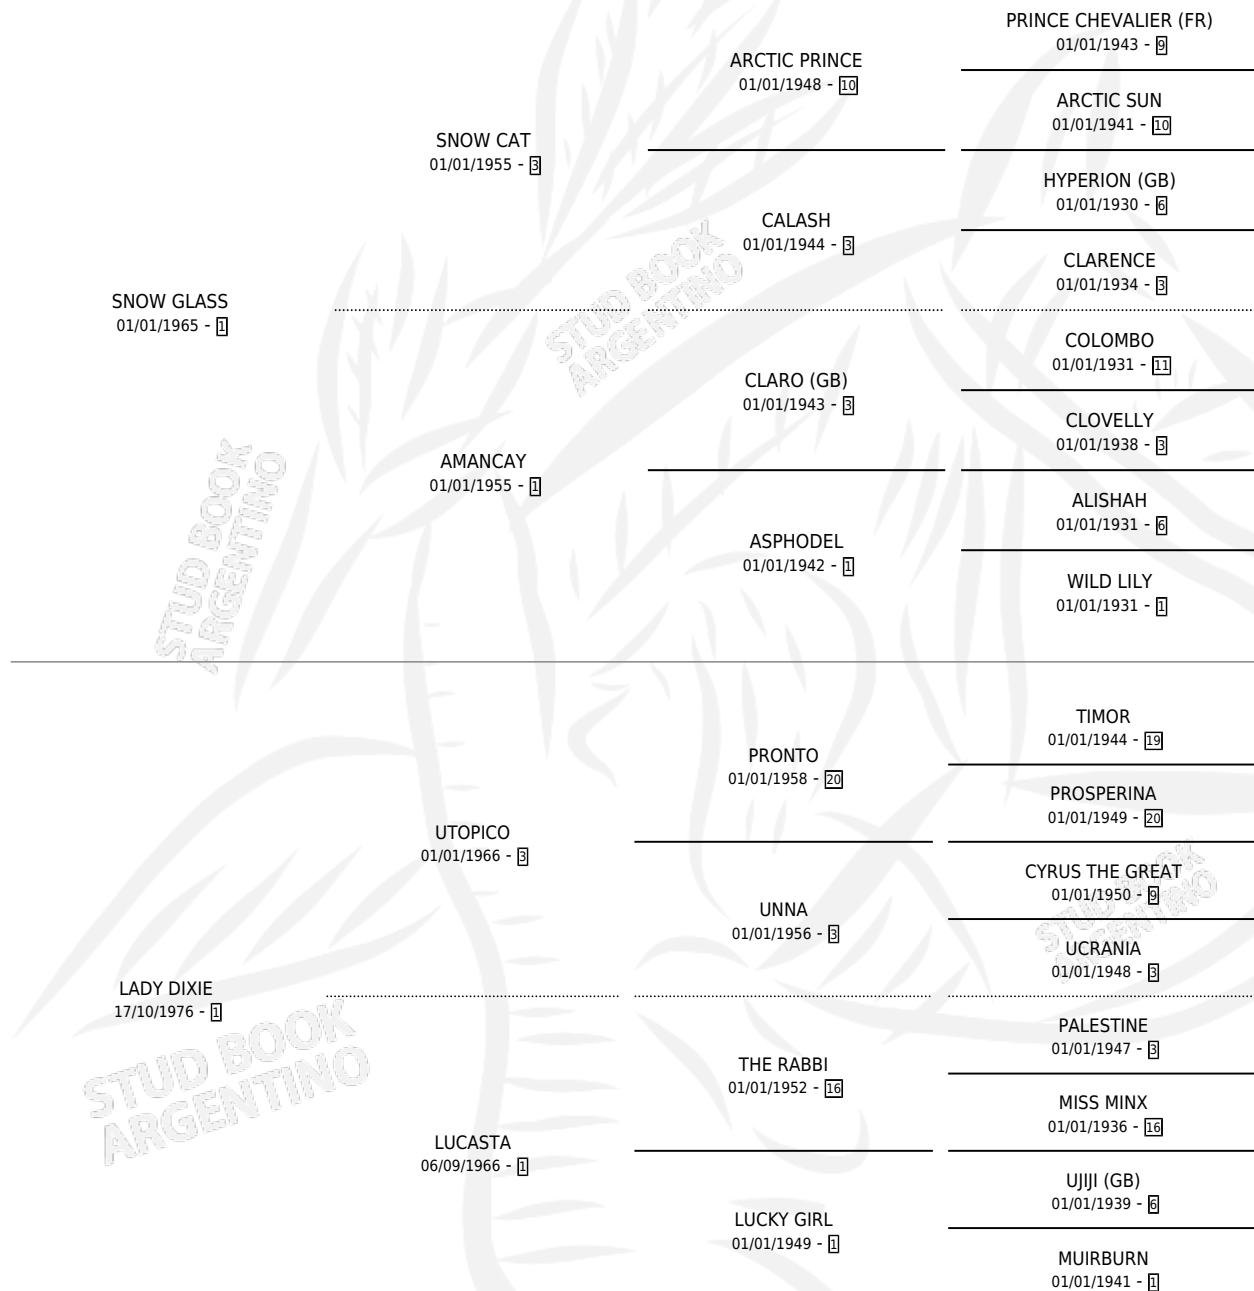 PRINCE CHEVALIER (FR)
01/01/1943 - 9
ARCTIC PRINCE
01/01/1948 - 10
ARCTIC SUN
01/01/1941 - 10
SNOW CAT
01/01/1955 - 3
HYPERION (GB)
01/01/1930 - 6
CALASH
01/01/1944 - 3
CLARENCE
01/01/1934 - 3
SNOW GLASS
01/01/1965 - 1
COLOMBO
01/01/1931 - 11
CLARO (GB)
01/01/1943 - 3
CLOVELLY
01/01/1938 - 3
AMANCAY
01/01/1955 - 1
ALISHAH
01/01/1931 - 6
ASPHODEL
01/01/1942 - 1
WILD LILY
01/01/1931 - 1
TIMOR
01/01/1944 - 19
PRONTO
01/01/1958 - 20
PROSPERINA
01/01/1949 - 20
UTOPICO
01/01/1966 - 3
CYRUS THE GREAT
01/01/1950 - 9
UNNA
01/01/1956 - 3
UCRANIA
01/01/1948 - 3
LADY DIXIE
17/10/1976 - 1
PALESTINE
01/01/1947 - 3
THE RABBI
01/01/1952 - 16
MISS MINX
01/01/1936 - 16
LUCASTA
06/09/1966 - 1
UJIJI (GB)
01/01/1939 - 6
LUCKY GIRL
01/01/1949 - 1
MUIRBURN
01/01/1941 - 1
STUD BOOK
ARGENTINO
STUD BOOK
ARGENTINO
STUD BOOK
ARGENTINO
STUD BOOK
ARGENTINO